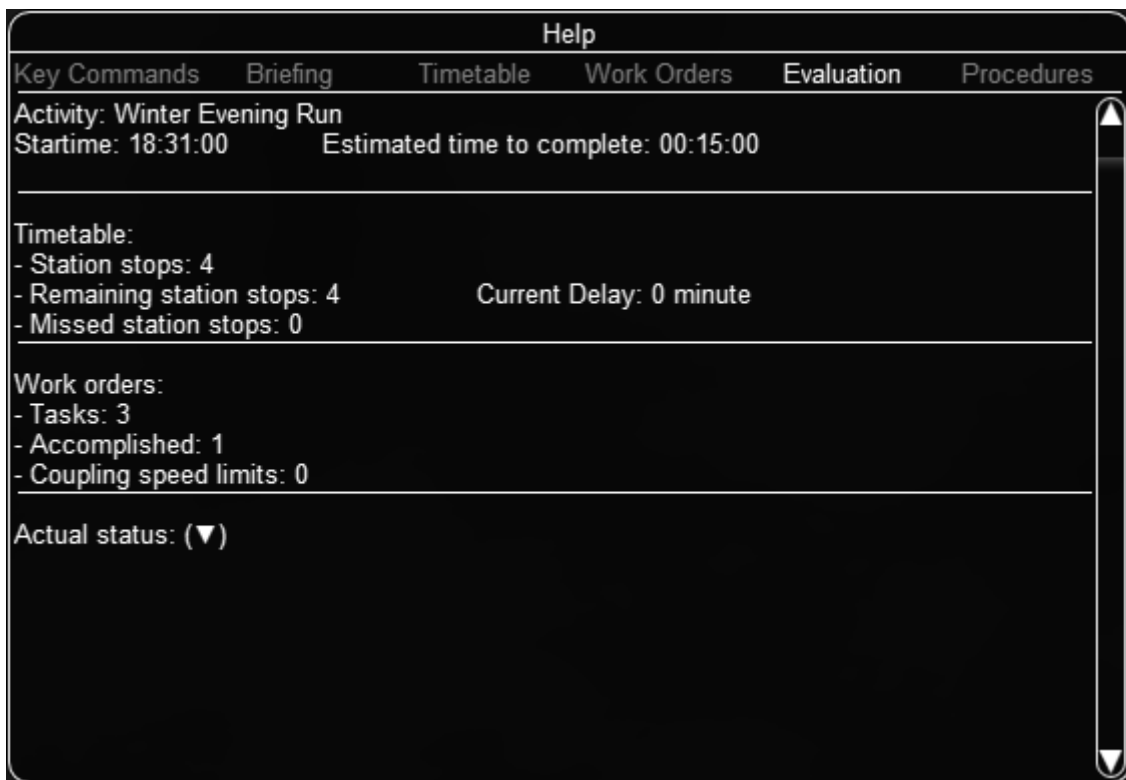 Help
Key Commands Briefing Timetable Work Orders Evaluation Procedures
Activity: Winter Evening Run
Startime: 18:31:00 Estimated time to complete: 00:15:00
Timetable:
- Station stops: 4
- Remaining station stops: 4 Current Delay: 0 minute
- Missed station stops: 0
Work orders:
- Tasks: 3
- Accomplished: 1
- Coupling speed limits: 0
Actual status: (▼)